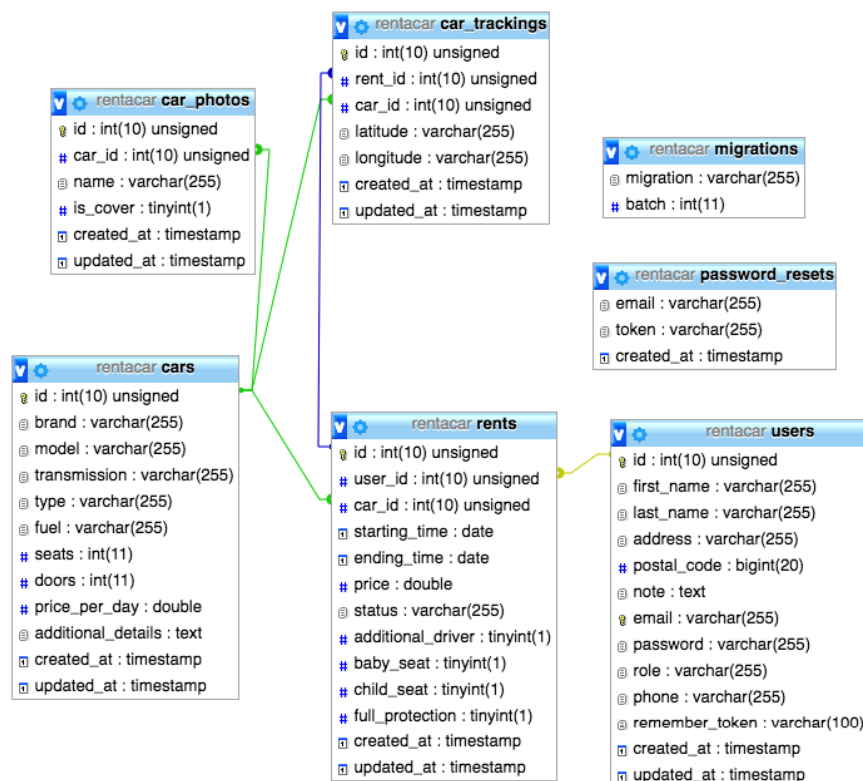 rentacar car_trackings
id : int(10) unsigned
rent_id : int(10) unsigned
car_id : int(10) unsigned
latitude : varchar(255)
longitude : varchar(255)
created_at : timestamp
updated_at : timestamp
rentacar car_photos
id : int(10) unsigned
car_id : int(10) unsigned
name : varchar(255)
is_cover : tinyint(1)
created_at : timestamp
updated_at : timestamp
rentacar migrations
migration : varchar(255)
batch : int(11)
rentacar password_resets
email : varchar(255)
token : varchar(255)
created_at : timestamp
rentacar cars
id : int(10) unsigned
brand : varchar(255)
model : varchar(255)
transmission : varchar(255)
type : varchar(255)
fuel : varchar(255)
seats : int(11)
doors : int(11)
price_per_day : double
additional_details : text
created_at : timestamp
updated_at : timestamp
rentacar rents
id : int(10) unsigned
user_id : int(10) unsigned
car_id : int(10) unsigned
starting_time : date
ending_time : date
price : double
status : varchar(255)
additional_driver : tinyint(1)
baby_seat : tinyint(1)
child_seat : tinyint(1)
full_protection : tinyint(1)
created_at : timestamp
updated_at : timestamp
rentacar users
id : int(10) unsigned
first_name : varchar(255)
last_name : varchar(255)
address : varchar(255)
postal_code : bigint(20)
note : text
email : varchar(255)
password : varchar(255)
role : varchar(255)
phone : varchar(255)
remember_token : varchar(100)
created_at : timestamp
updated_at : timestamp